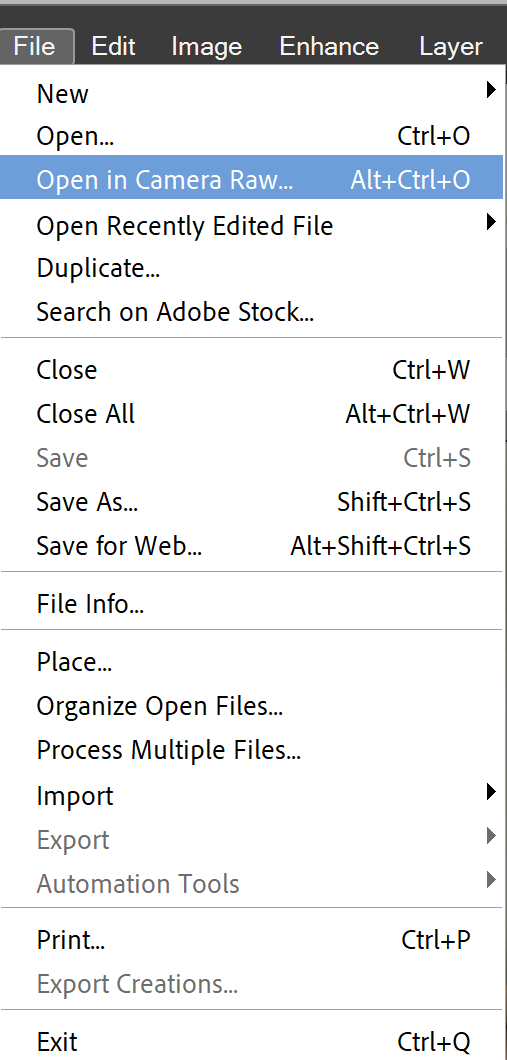 File Edit Image Enhance Layer
New
Open... Ctrl+O
Open in Camera Raw... Alt+Ctrl+O
Open Recently Edited File
Duplicate...
Search on Adobe Stock...
Close Ctrl+W
Close All Alt+Ctrl+W
Save Ctrl+S
Save As... Shift+Ctrl+S
Save for Web... Alt+Shift+Ctrl+S
File Info...
Place...
Organize Open Files...
Process Multiple Files...
Import
Export
Automation Tools
Print... Ctrl+P
Export Creations...
Exit Ctrl+Q